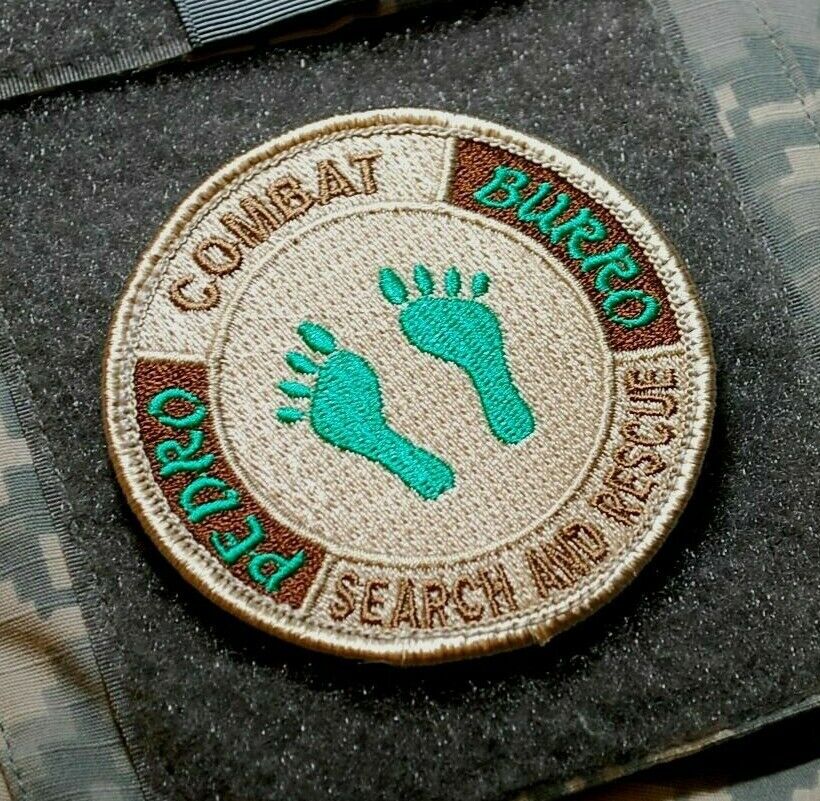 COMBAT
BURRO
PEDRO
SEARCH AND RESCUE